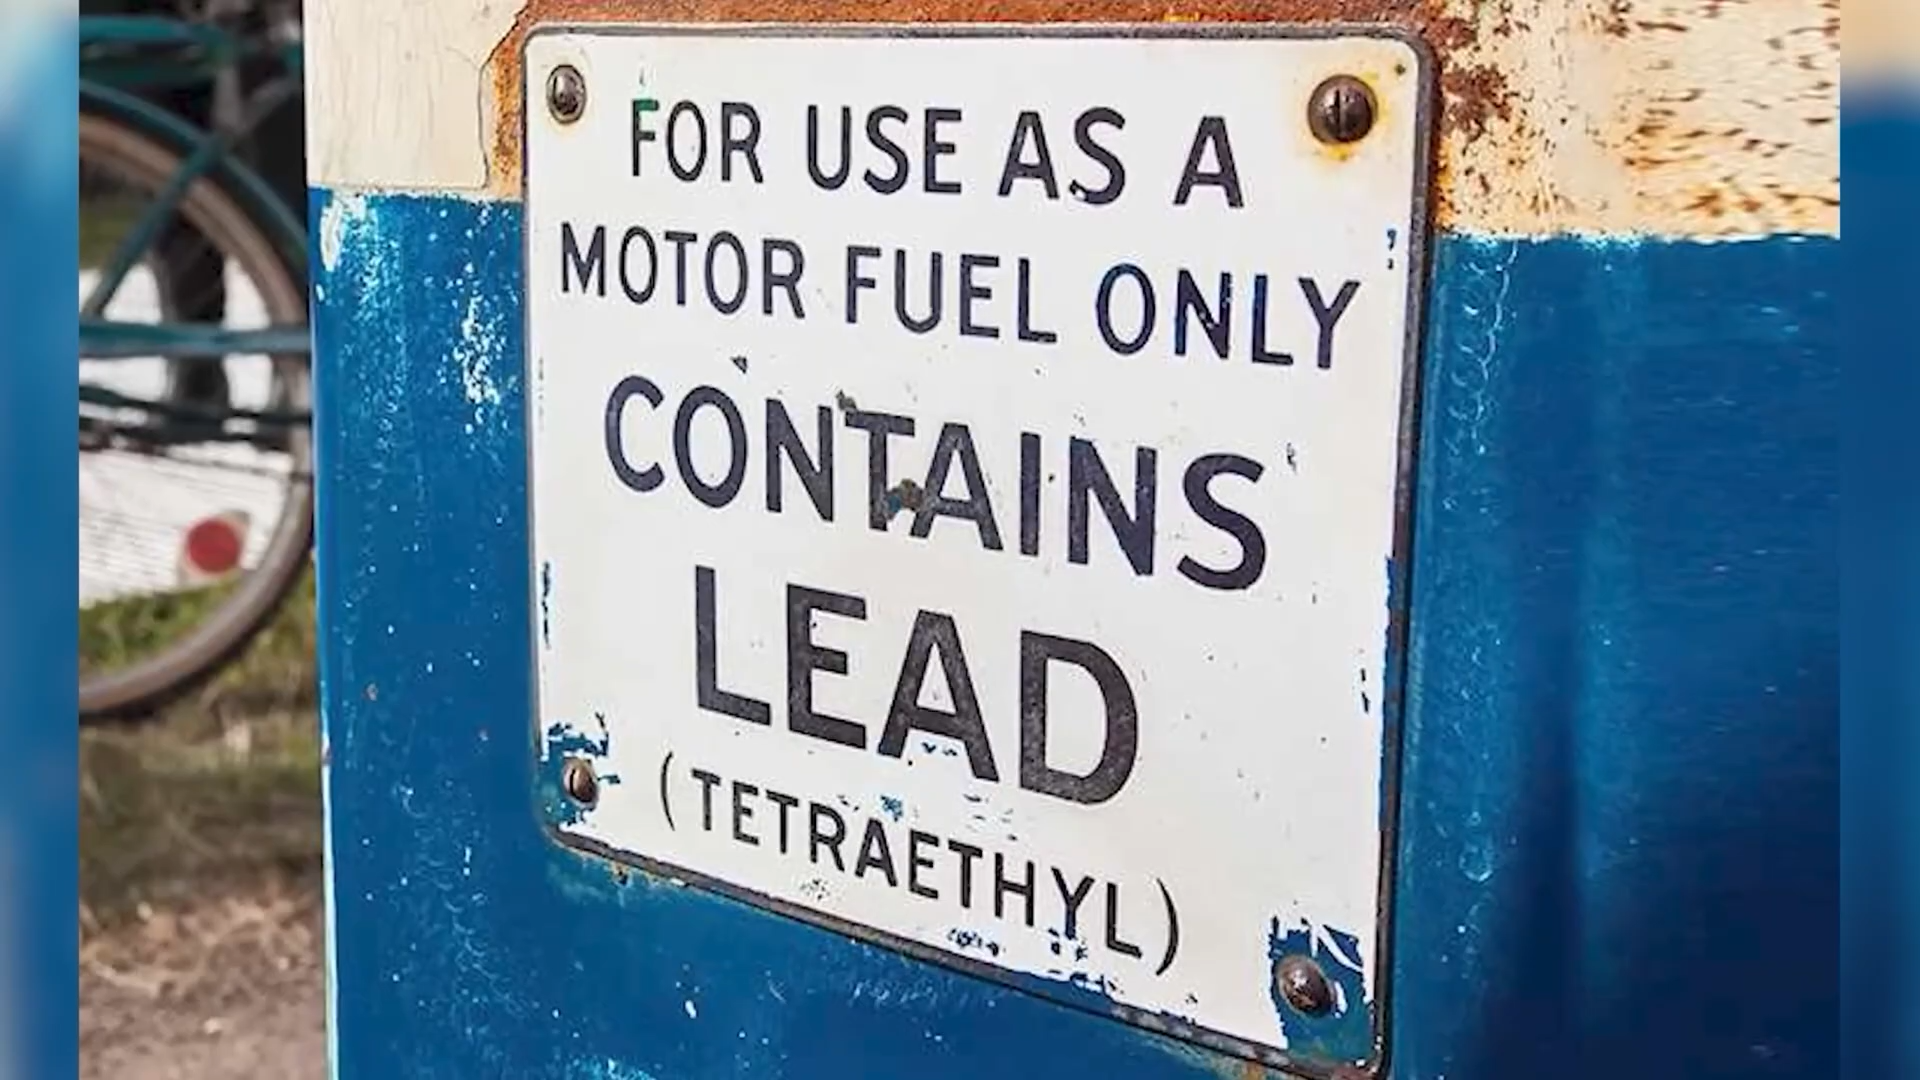 FOR USE AS A
MOTOR FUEL ONLY
CONTAINS
LEAD
(TETRAETHYL)